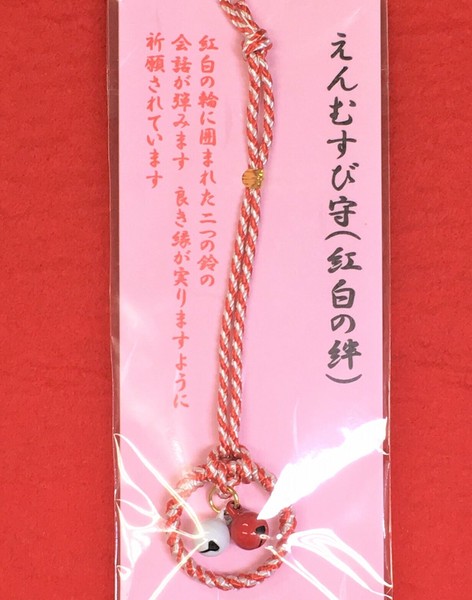 えんむすび守(紅白の絆)
紅白の輪に囲まれた二つの鈴の
会話が弾みます 良き縁が実りますように
祈願されています